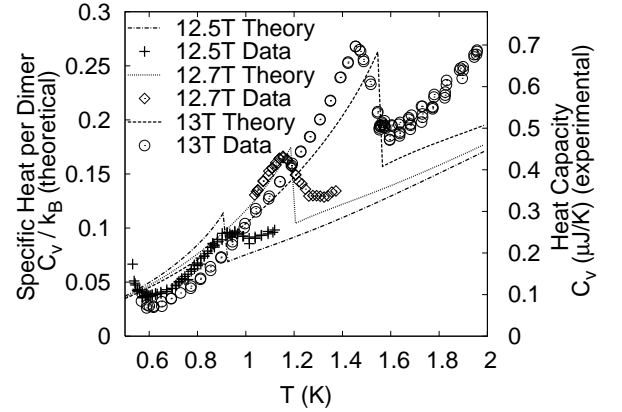 0.3
0.25
0.2
0.15
0.1
0.05
0
Specific Heat per Dimer
C_v / k_B (theoretical)
12.5T Theory
12.5T Data
12.7T Theory
12.7T Data
13T Theory
13T Data
0.7
0.6
0.5
0.4
0.3
0.2
0.1
0
Heat Capacity
C_v (μJ/K) (experimental)
0.6 0.8 1 1.2 1.4 1.6 1.8 2
T (K)